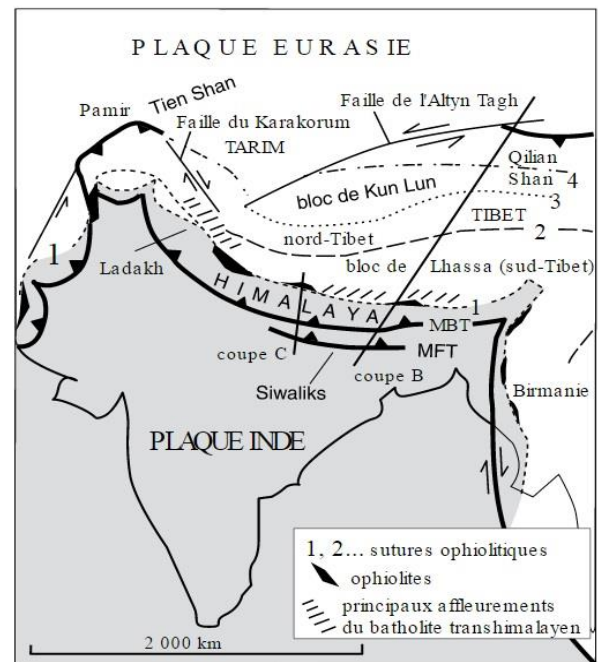 PLAQUE EURASIE
Pamir
Tien Shan
Faille de l'Altyn Tagh
Faille du Karakorum
TARIM
Qilian
Shan 4
bloc de Kun Lun
3
TIBET
nord-Tibet
2
1
Ladakh
bloc de Lhassa (sud-Tibet)
HIMALAYA
1
MBT
coupe C
MFT
Siwaliks
coupe B
Birmanie
PLAQUE INDE
1, 2... sutures ophiolitiques
ophiolites
principaux affleurements
du batholite transhimalayen
2 000 km